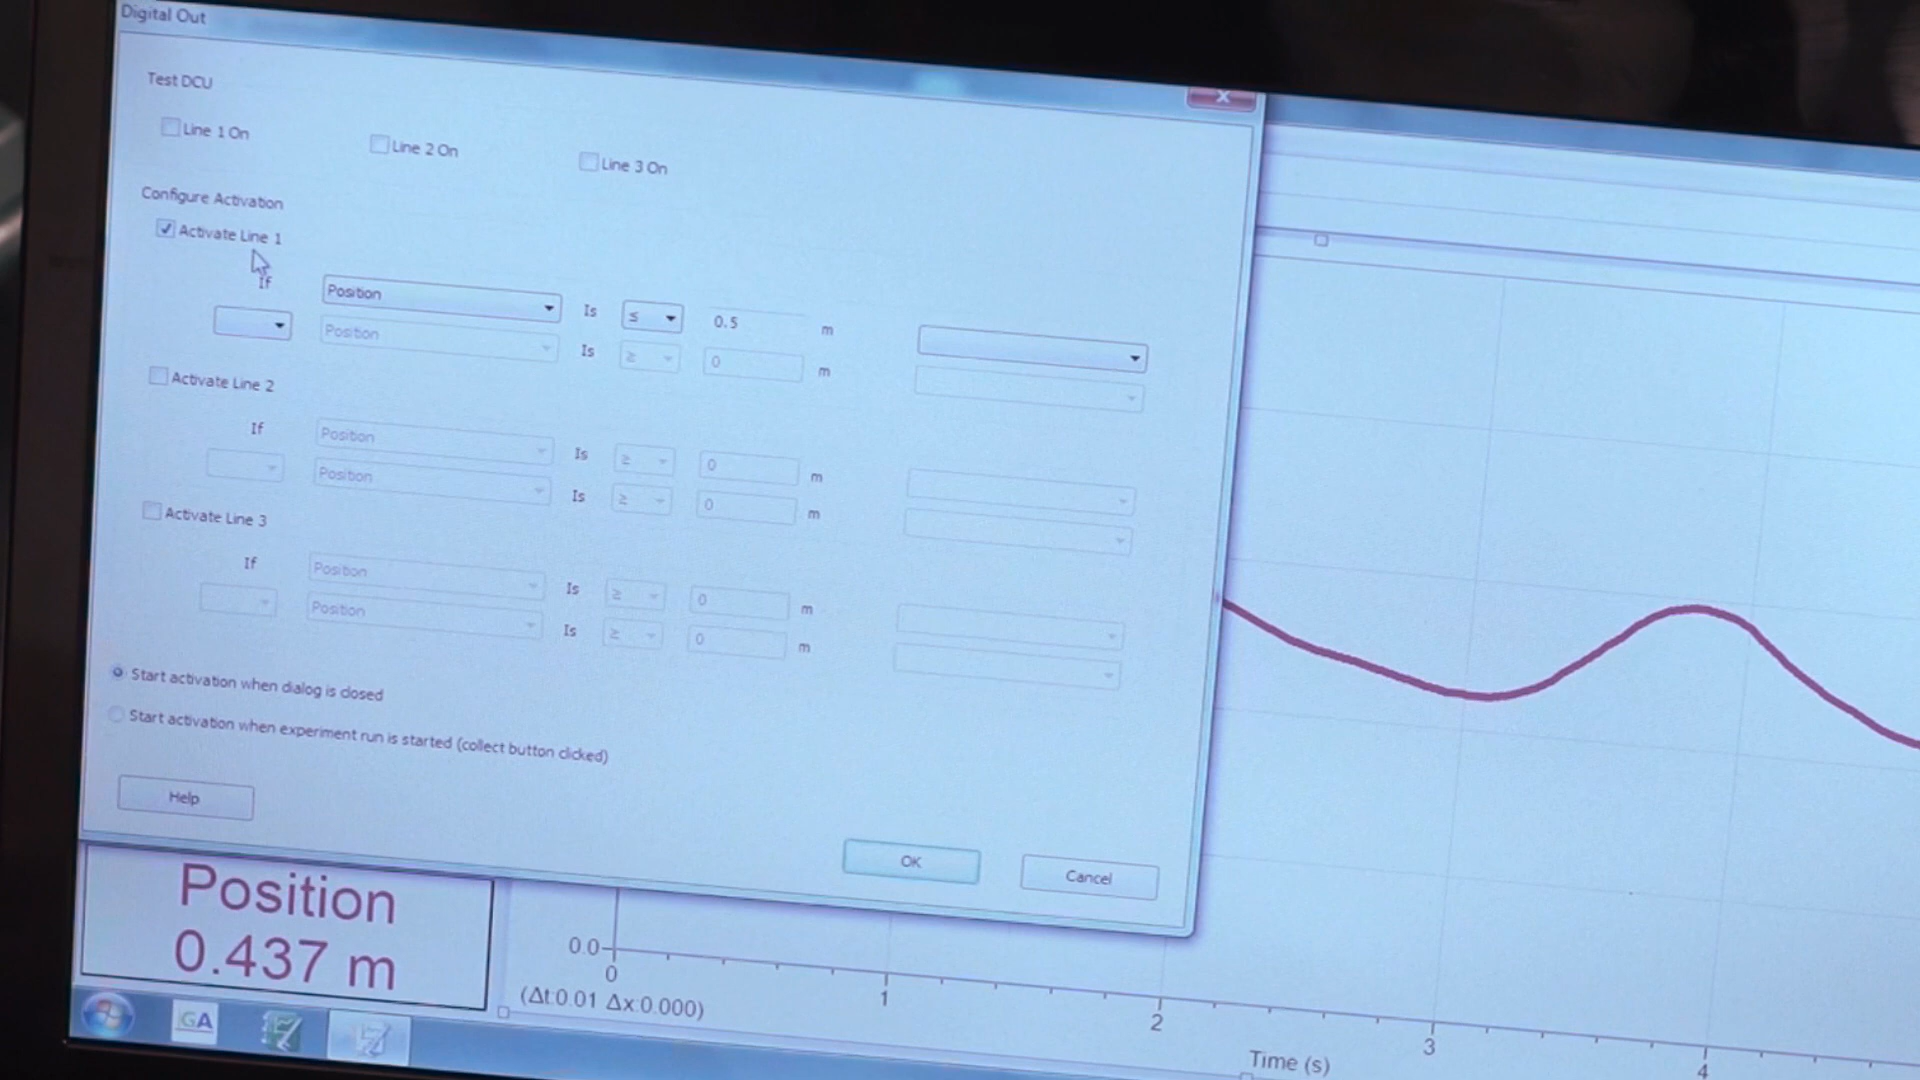 Digital Out
Test DCU
Line 1 On
Line 2 On
Line 3 On
Configure Activation
Activate Line 1
If Position Is ≤ 0.5 m
Position Is ≥ 0 m
Activate Line 2
If Position Is ≥ 0 m
Position Is ≥ 0 m
Activate Line 3
If Position Is ≥ 0 m
Position Is ≥ 0 m
Start activation when dialog is closed
Start activation when experiment run is started (collect button clicked)
Help
OK
Cancel
Position
0.437 m
0.0
0 1 2 3 4
(Δt:0.01 Δx:0.000)
Time (s)
GA